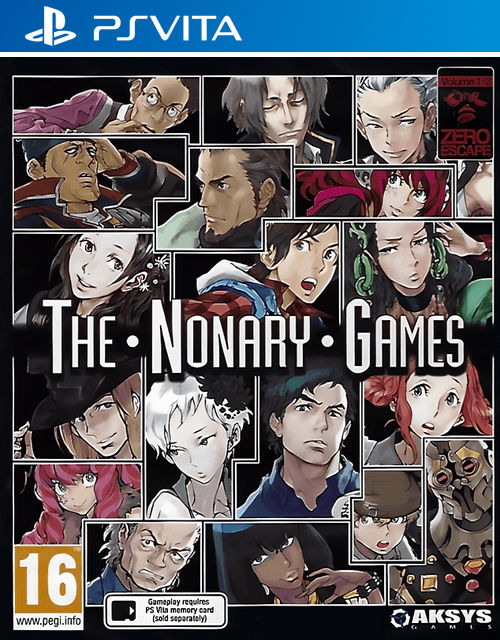 PSVITA
Volume 1-2
ZERO
ESCAPE
THE • NONARY • GAMES
16
www.pegi.info
Gameplay requires
PS Vita memory card
(sold separately)
AKSYS
GAMES